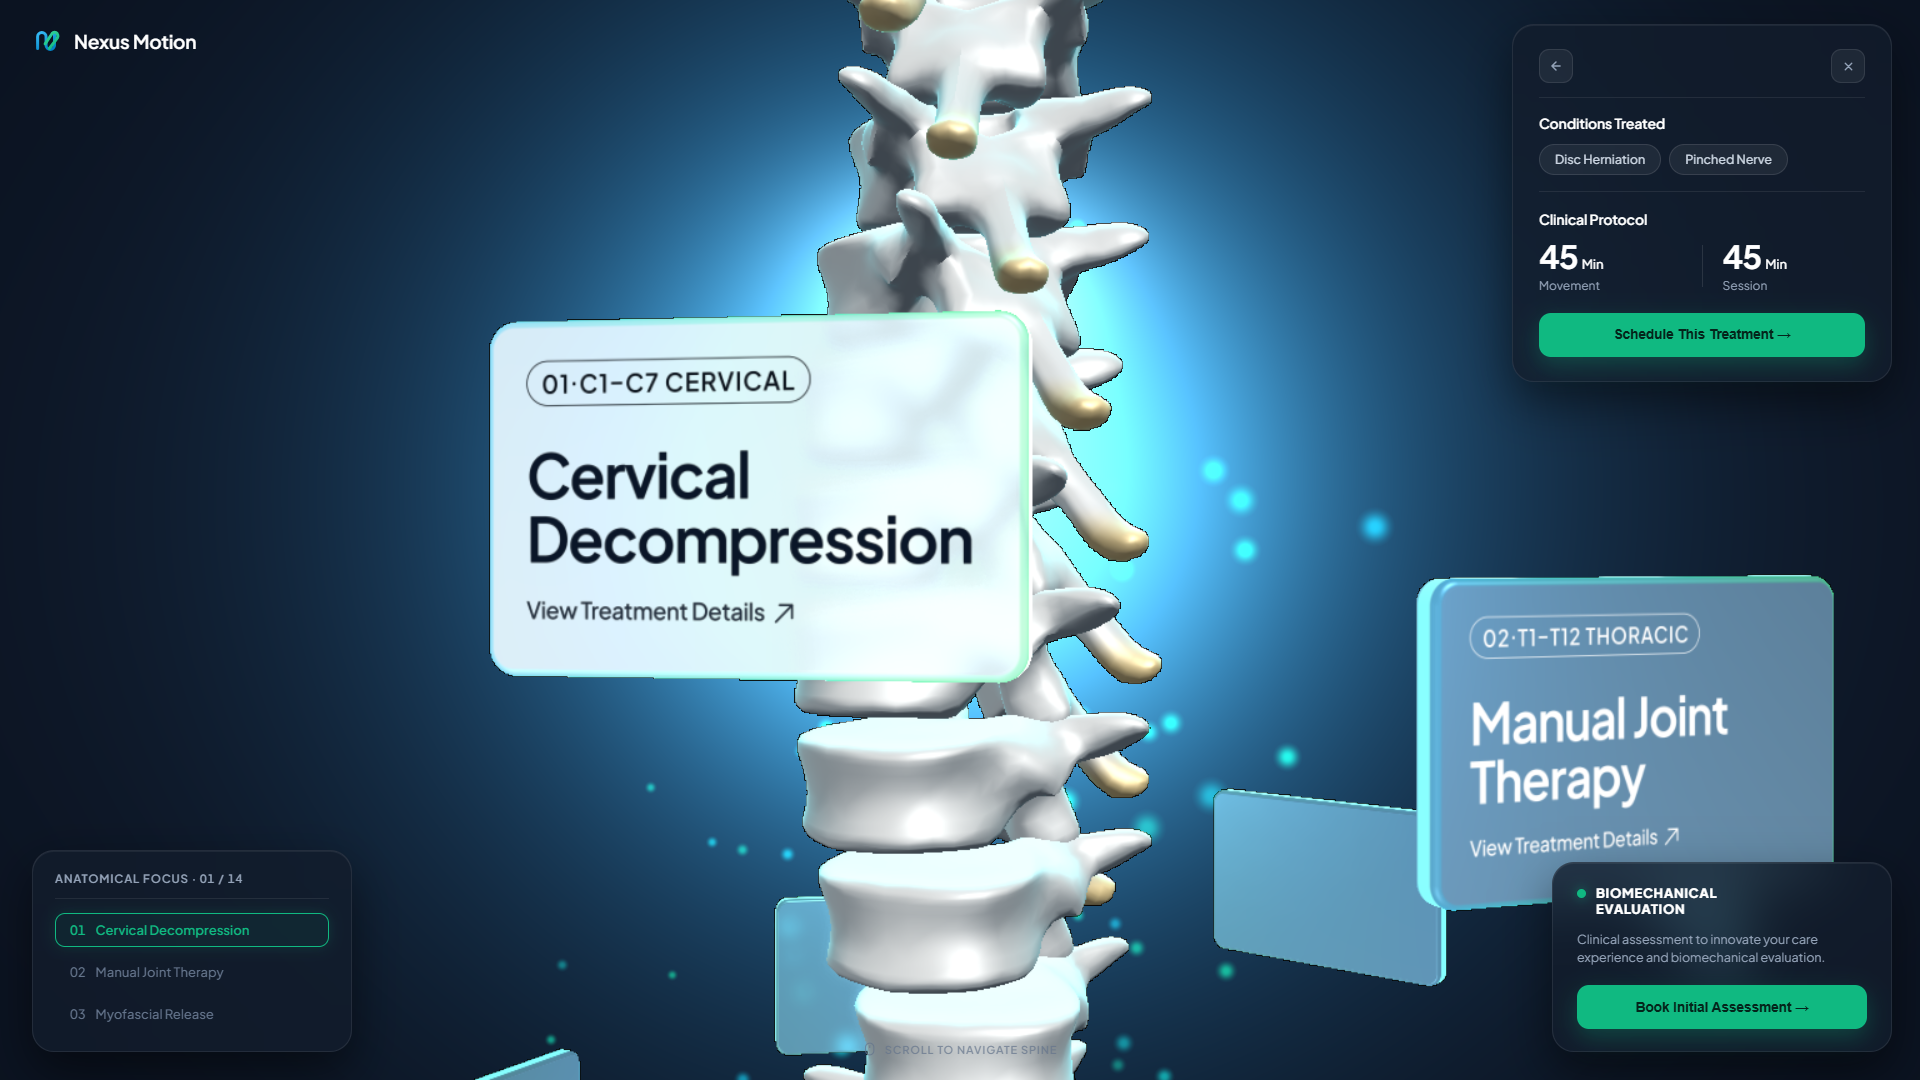 Nexus Motion
Conditions Treated
Disc Herniation
Pinched Nerve
Clinical Protocol
45 Min
Movement
45 Min
Session
Schedule This Treatment →
01·C1–C7 CERVICAL
Cervical
Decompression
View Treatment Details ↗
02·T1–T12 THORACIC
Manual Joint
Therapy
View Treatment Details ↗
ANATOMICAL FOCUS · 01 / 14
01 Cervical Decompression
02 Manual Joint Therapy
03 Myofascial Release
BIOMECHANICAL
EVALUATION
Clinical assessment to innovate your care
experience and biomechanical evaluation.
Book Initial Assessment →
SCROLL TO NAVIGATE SPINE